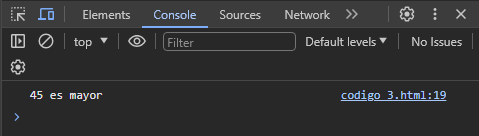 Elements Console Sources Network »
top Filter Default levels No Issues
45 es mayor codigo 3.html:19
>